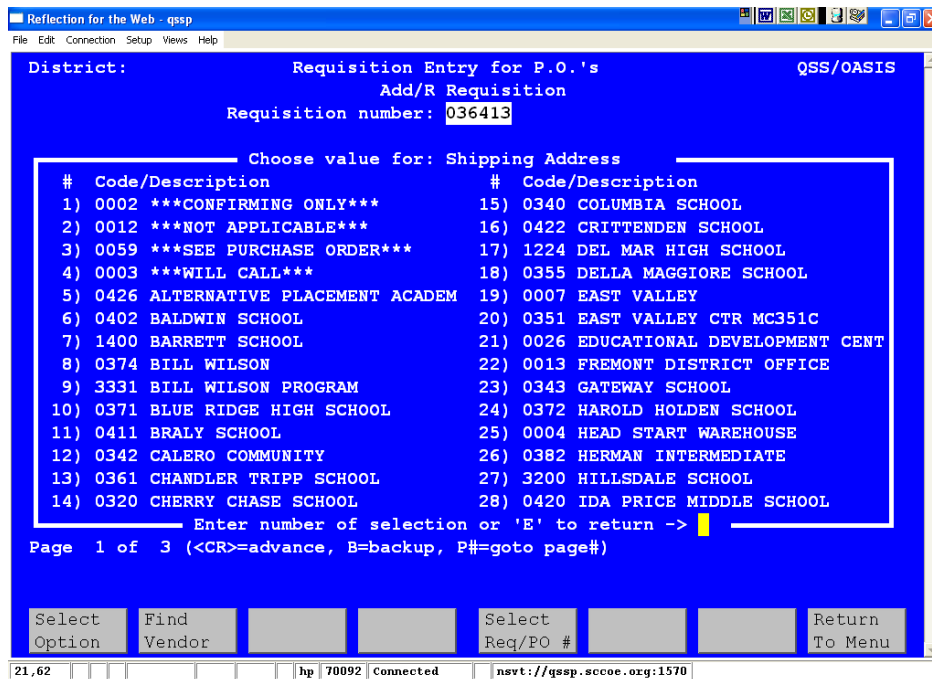 Reflection for the Web - qssp
File Edit Connection Setup Views Help
District: Requisition Entry for P.O.'s QSS/OASIS
Add/R Requisition
Requisition number: 036413
Choose value for: Shipping Address
# Code/Description # Code/Description
1) 0002 ***CONFIRMING ONLY*** 15) 0340 COLUMBIA SCHOOL
2) 0012 ***NOT APPLICABLE*** 16) 0422 CRITTENDEN SCHOOL
3) 0059 ***SEE PURCHASE ORDER*** 17) 1224 DEL MAR HIGH SCHOOL
4) 0003 ***WILL CALL*** 18) 0355 DELLA MAGGIORE SCHOOL
5) 0426 ALTERNATIVE PLACEMENT ACADEM 19) 0007 EAST VALLEY
6) 0402 BALDWIN SCHOOL 20) 0351 EAST VALLEY CTR MC351C
7) 1400 BARRETT SCHOOL 21) 0026 EDUCATIONAL DEVELOPMENT CENT
8) 0374 BILL WILSON 22) 0013 FREMONT DISTRICT OFFICE
9) 3331 BILL WILSON PROGRAM 23) 0343 GATEWAY SCHOOL
10) 0371 BLUE RIDGE HIGH SCHOOL 24) 0372 HAROLD HOLDEN SCHOOL
11) 0411 BRALY SCHOOL 25) 0004 HEAD START WAREHOUSE
12) 0342 CALERO COMMUNITY 26) 0382 HERMAN INTERMEDIATE
13) 0361 CHANDLER TRIPP SCHOOL 27) 3200 HILLSDALE SCHOOL
14) 0320 CHERRY CHASE SCHOOL 28) 0420 IDA PRICE MIDDLE SCHOOL
Enter number of selection or 'E' to return ->
Page 1 of 3 (<CR>=advance, B=backup, P#=goto page#)
Select Find Select Return
Option Vendor Req/PO # To Menu
21,62 hp 70092 Connected nsvt://qssp.sccoe.org:1570